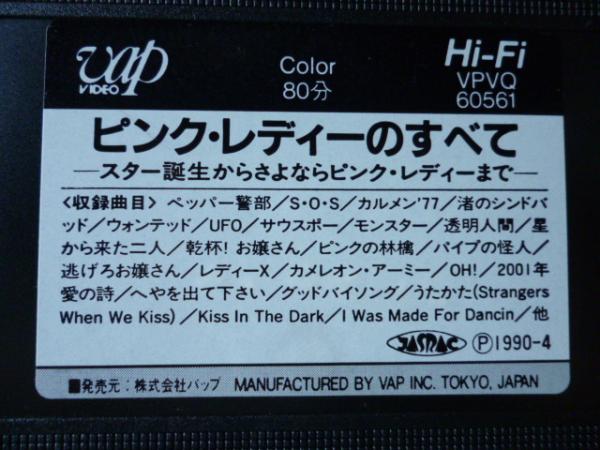 vap
VIDEO
Color
80分
Hi-Fi
VPVQ
60561
ピンク・レディーのすべて
―スター誕生からさよならピンク・レディーまで―
〈収録曲目〉ペッパー警部/S・O・S/カルメン'77/渚のシンドバ
ッド/ウォンテッド/UFO/サウスポー/モンスター/透明人間/星
から来た二人/乾杯!お嬢さん/ピンクの林檎/パイプの怪人/
逃げろお嬢さん/レディーX/カメレオン・アーミー/OH!/2001年
愛の詩/へやを出て下さい/グッドバイソング/うたかた(Strangers
When We Kiss)/Kiss In The Dark/I Was Made For Dancin/他
JASRAC Ⓟ1990-4
■発売元:株式会社バップ MANUFACTURED BY VAP INC. TOKYO, JAPAN